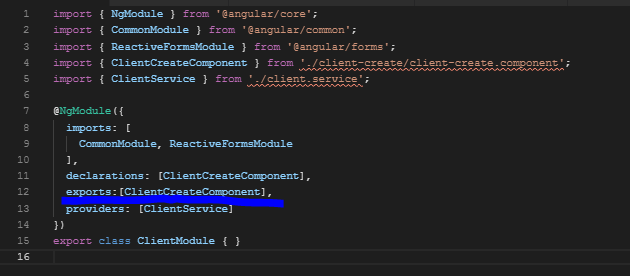 1 import { NgModule } from '@angular/core';
2 import { CommonModule } from '@angular/common';
3 import { ReactiveFormsModule } from '@angular/forms';
4 import { ClientCreateComponent } from './client-create/client-create.component';
5 import { ClientService } from './client.service';
6
7 @NgModule({
8   imports: [
9     CommonModule, ReactiveFormsModule
10   ],
11   declarations: [ClientCreateComponent],
12   exports:[ClientCreateComponent],
13   providers: [ClientService]
14 })
15 export class ClientModule { }
16